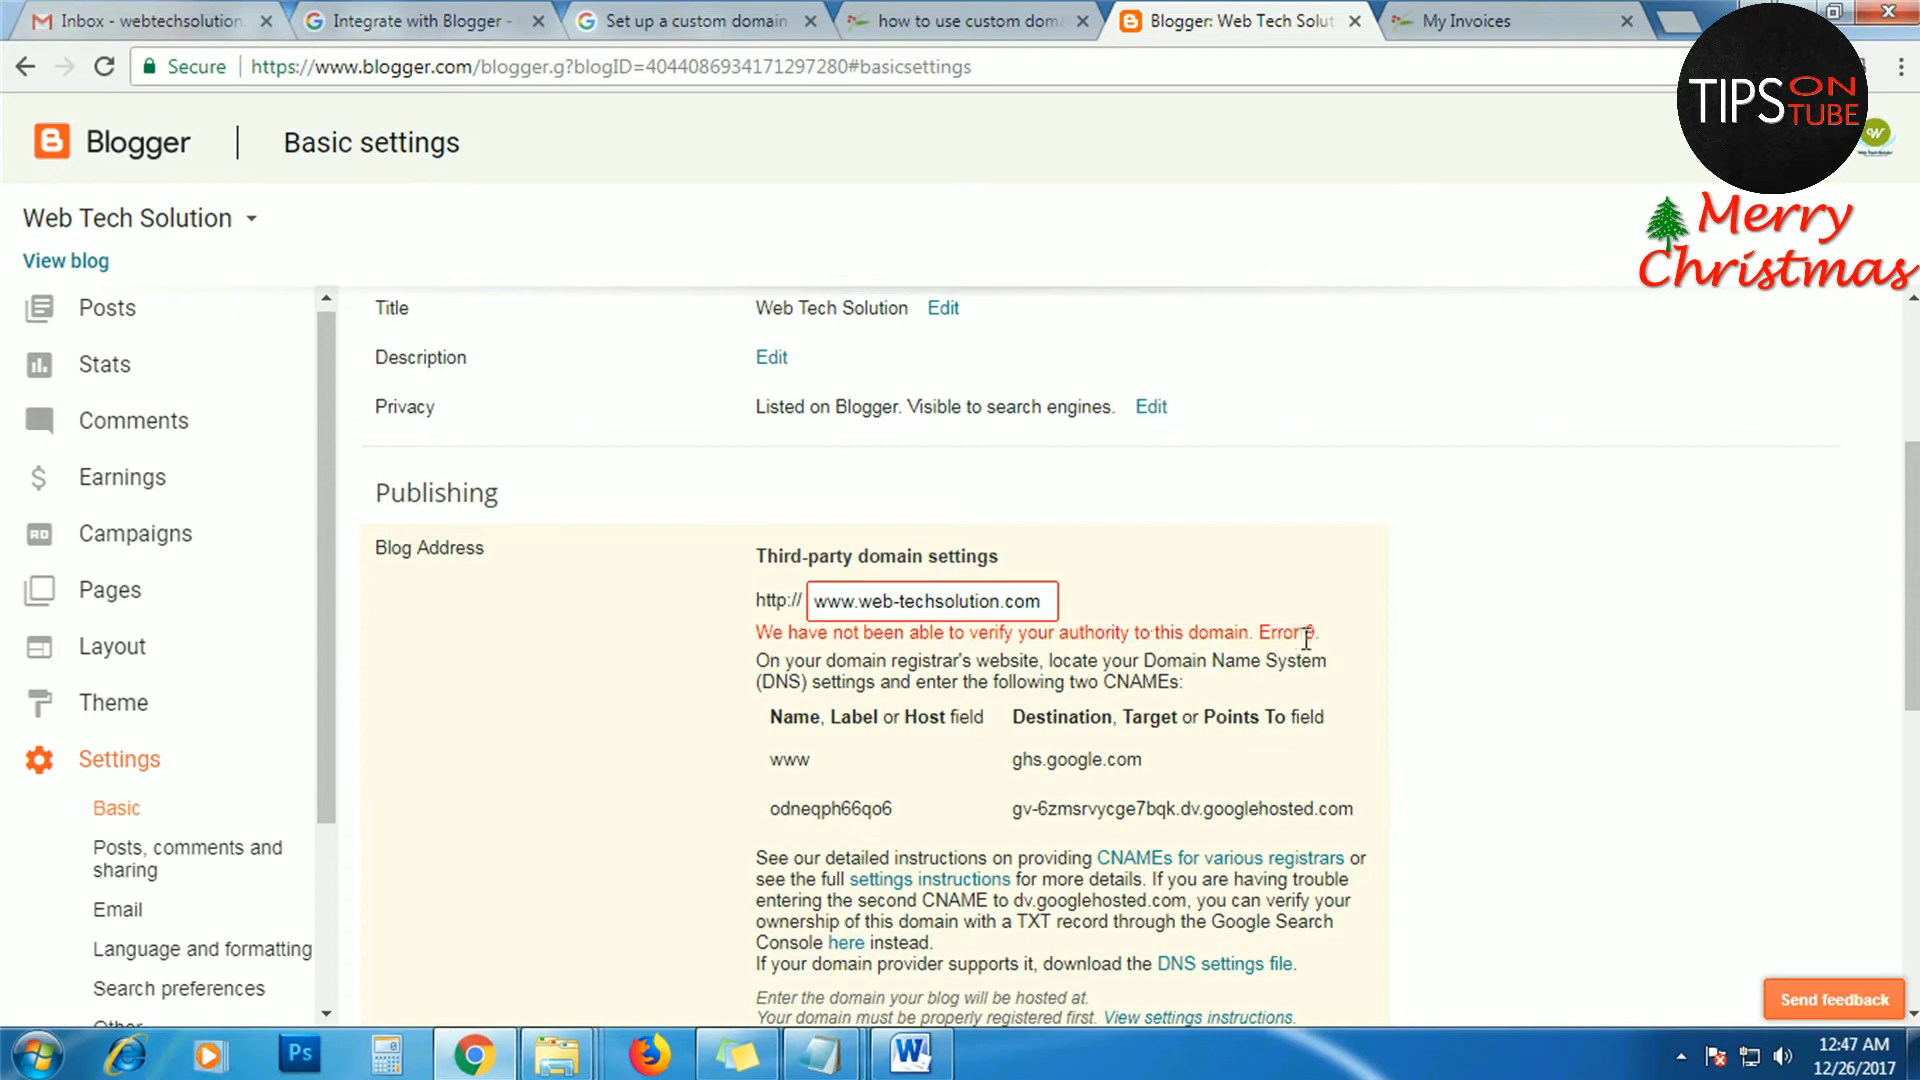 Inbox - webtechsolution.
Integrate with Blogger -
Set up a custom domain
how to use custom dom
Blogger: Web Tech Solut
My Invoices
Secure
https://www.blogger.com/blogger.g?blogID=4044086934171297280#basicsettings
TIPS ON TUBE
Blogger
Basic settings
W
Merry
Christmas
Web Tech Solution
View blog
Posts
Stats
Comments
Earnings
Campaigns
Pages
Layout
Theme
Settings
Basic
Posts, comments and
sharing
Email
Language and formatting
Search preferences
Other
Title
Web Tech Solution Edit
Description
Edit
Privacy
Listed on Blogger. Visible to search engines. Edit
Publishing
Blog Address
Third-party domain settings
http:// www.web-techsolution.com
We have not been able to verify your authority to this domain. Error
On your domain registrar's website, locate your Domain Name System
(DNS) settings and enter the following two CNAMEs:
Name, Label or Host field
Destination, Target or Points To field
www
ghs.google.com
odneqph66qo6
gv-6zmsrvycge7bqk.dv.googlehosted.com
See our detailed instructions on providing CNAMEs for various registrars or
see the full settings instructions for more details. If you are having trouble
entering the second CNAME to dv.googlehosted.com, you can verify your
ownership of this domain with a TXT record through the Google Search
Console here instead.
If your domain provider supports it, download the DNS settings file.
Enter the domain your blog will be hosted at.
Your domain must be properly registered first. View settings instructions.
Send feedback
Ps
W
12:47 AM
12/26/2017